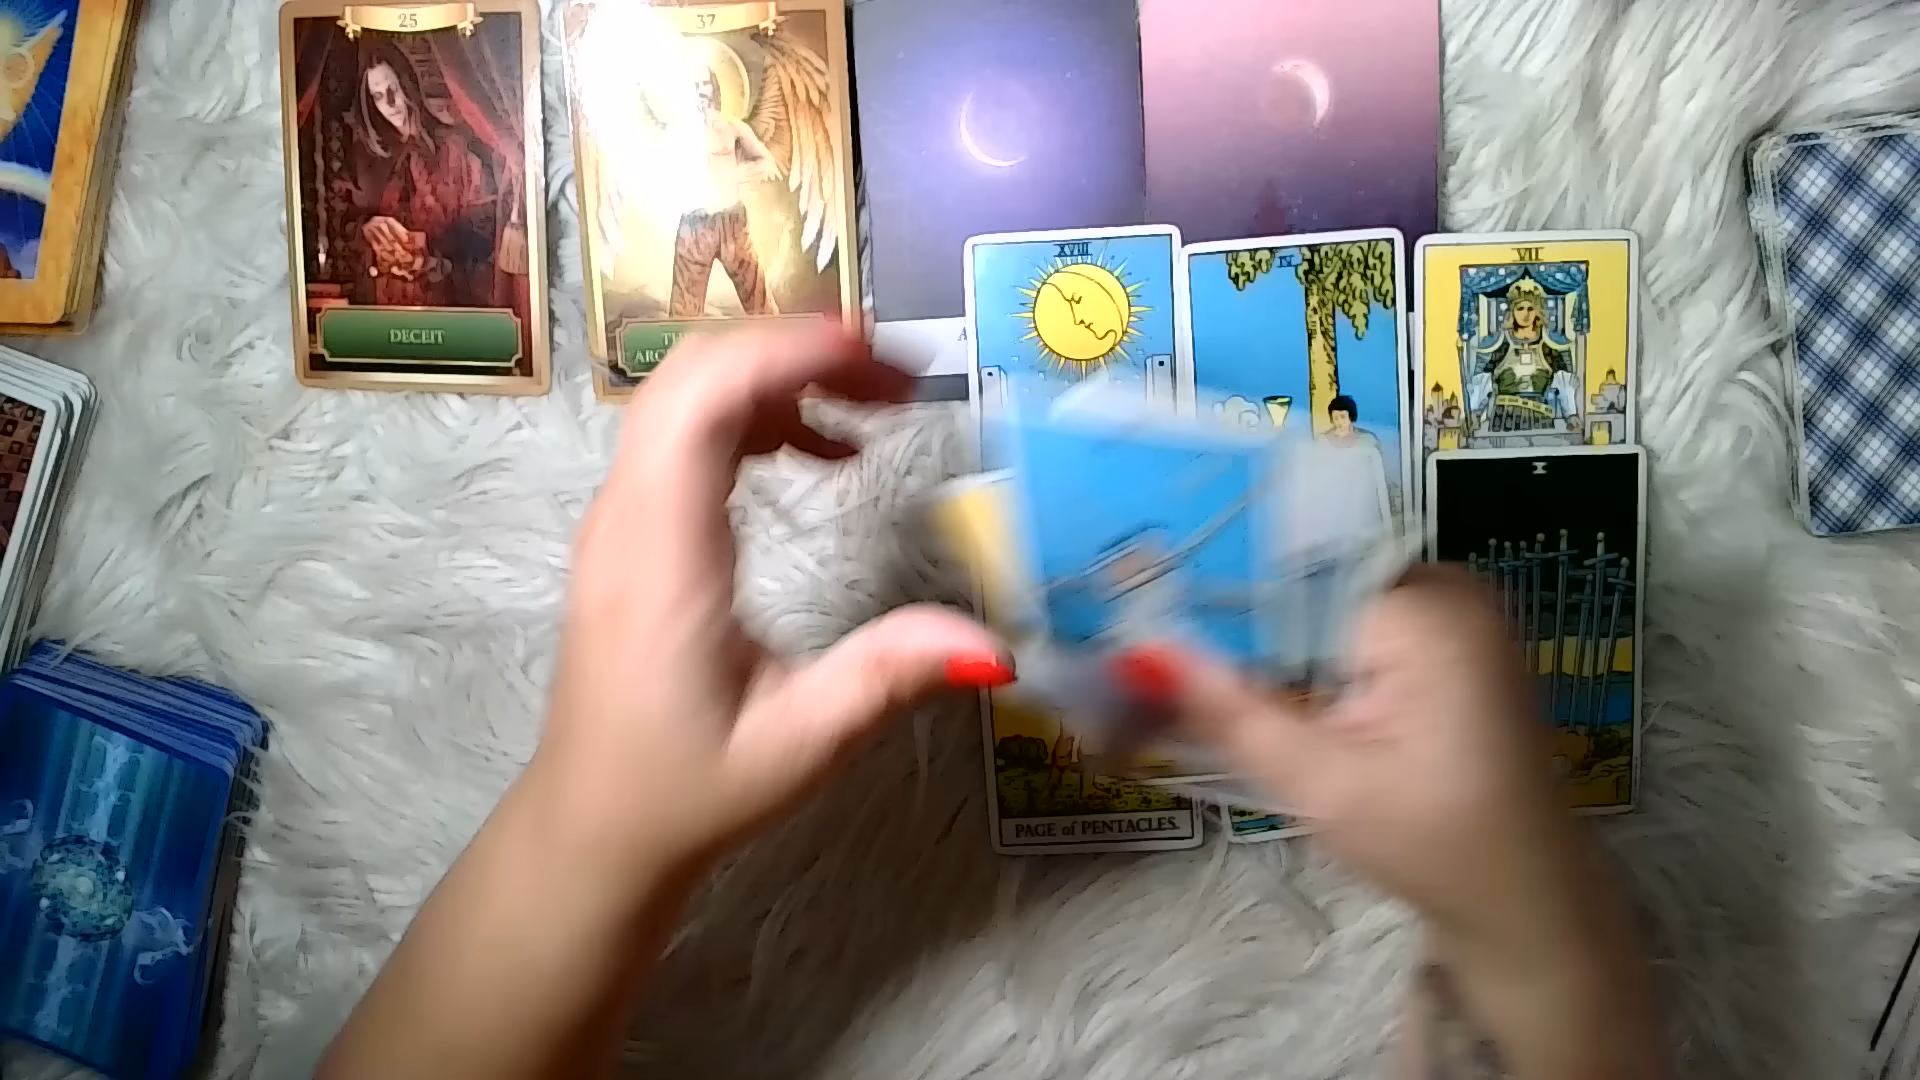 25
37
DECEIT
XVIII
IV
VII
X
PAGE of PENTACLES.